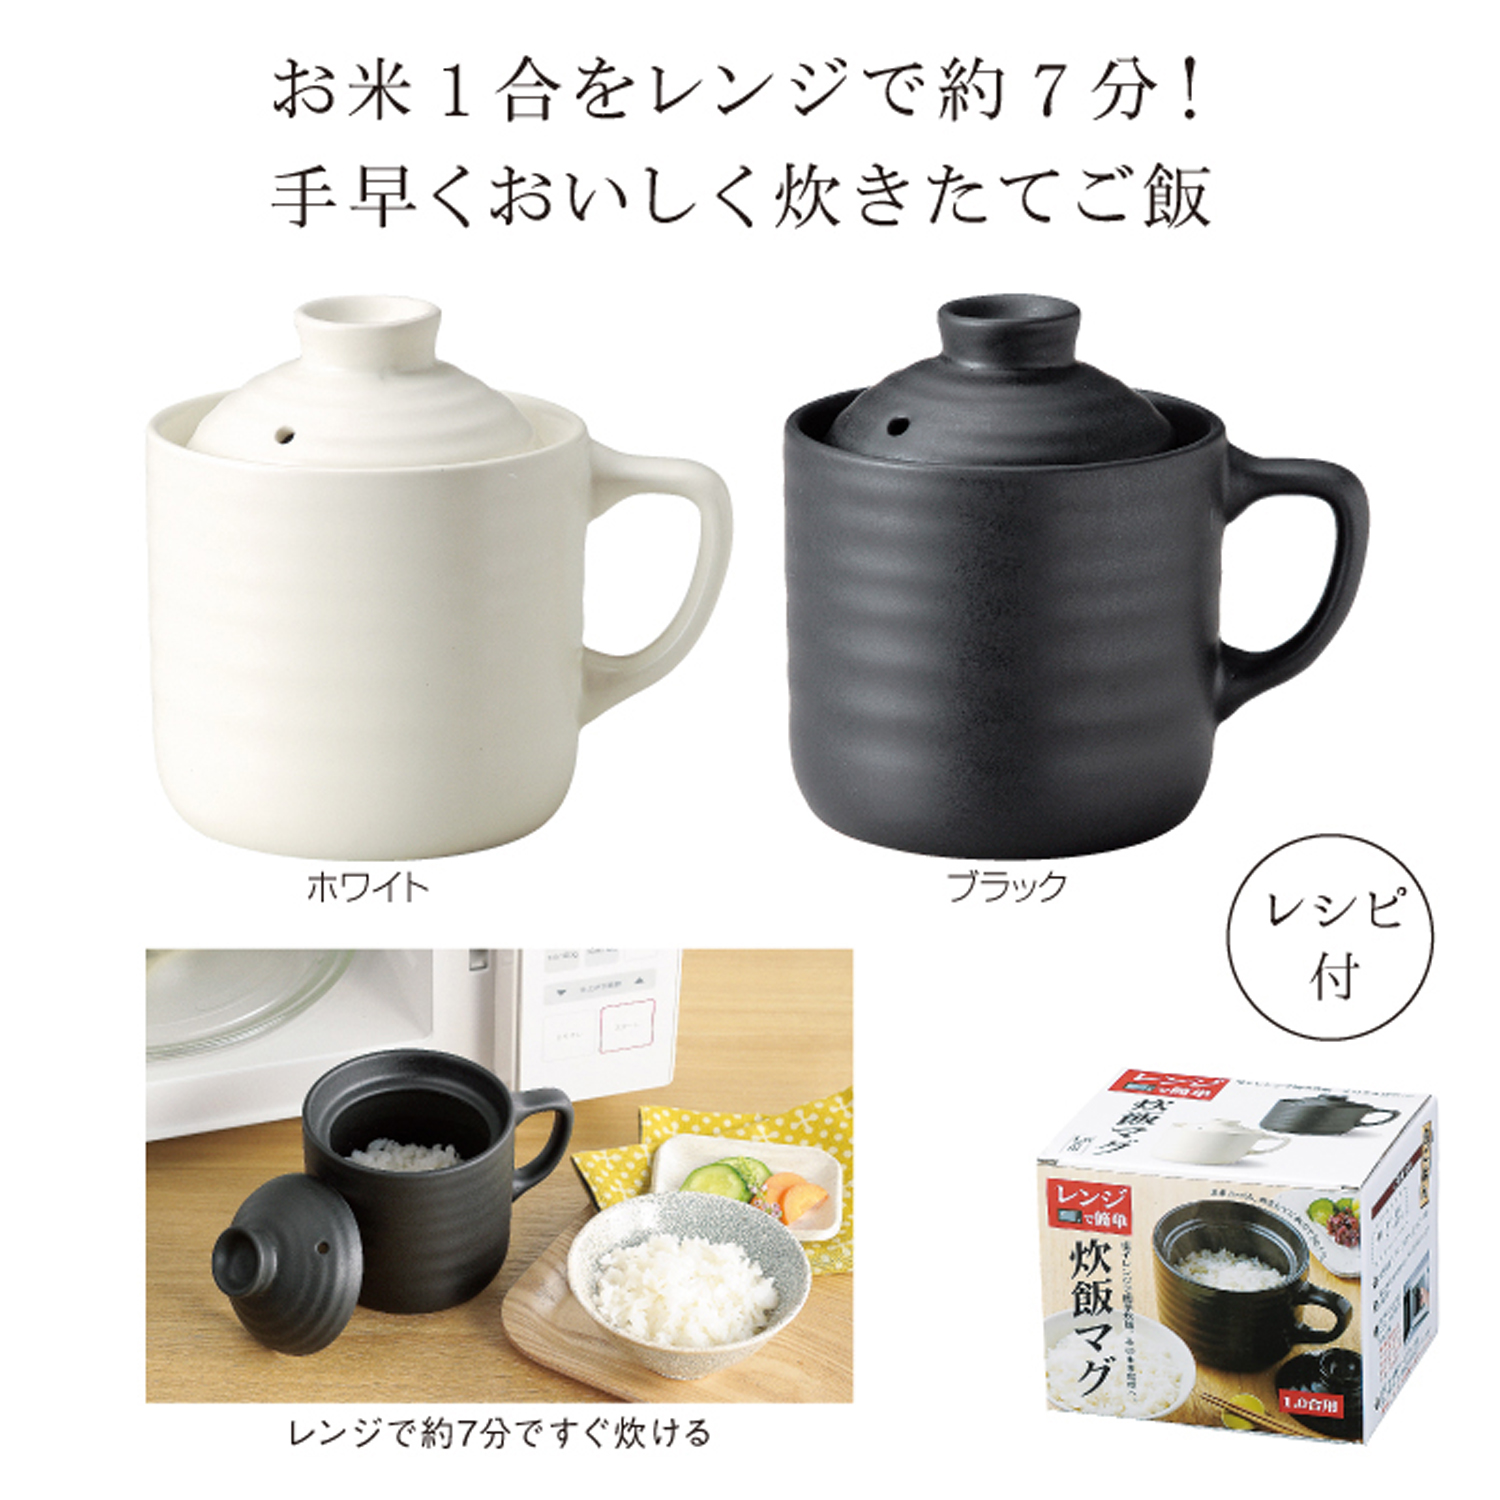 お米1合をレンジで約7分!
手早くおいしく炊きたてご飯
ホワイト
ブラック
レシピ
付
レンジで約7分ですぐ炊ける
レンジ
で簡単
炊飯マグ
レンジ
で簡単
炊飯マグ
1.0合用